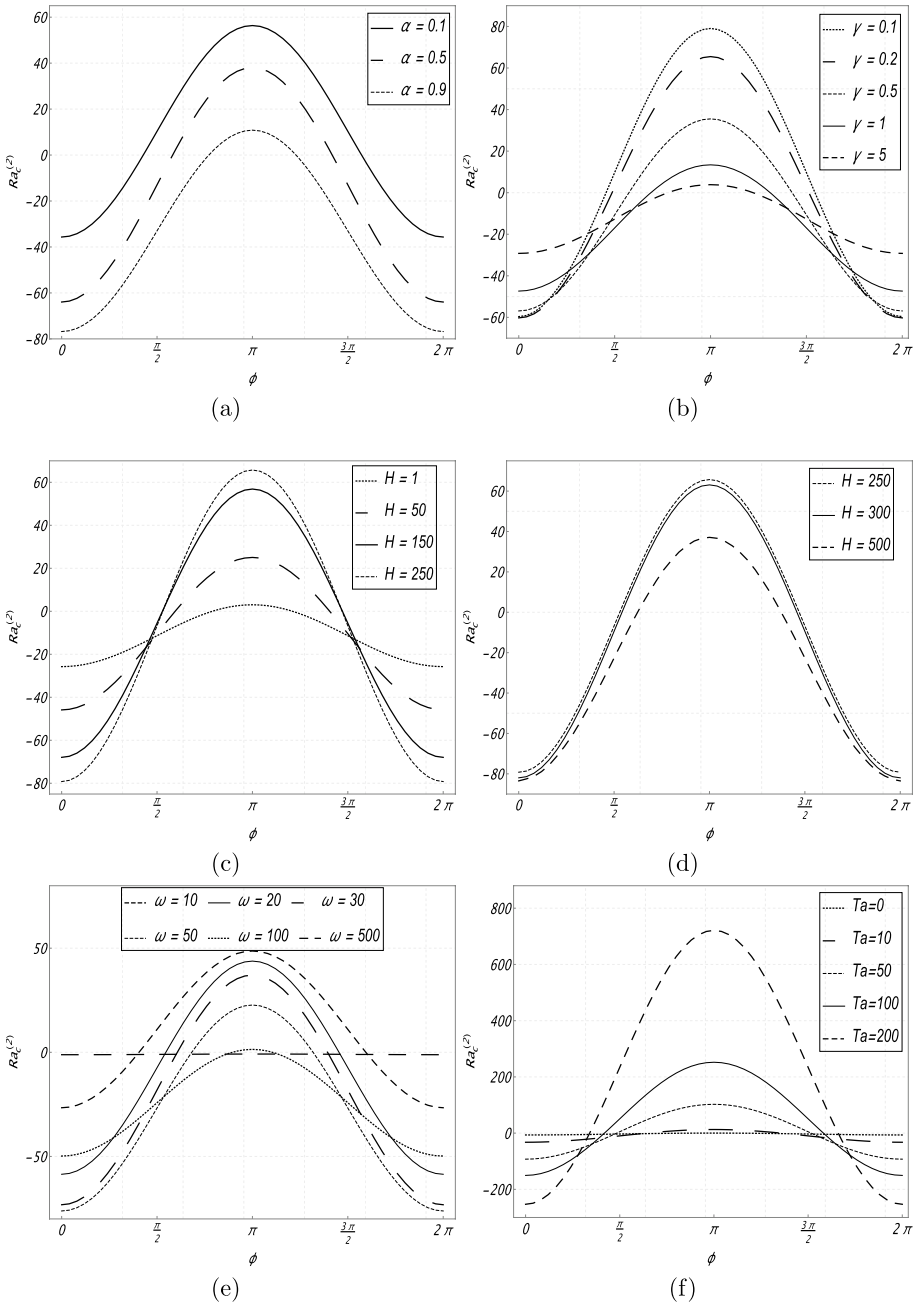 60
40
20
0
−20
−40
−60
−80
Ra_c^(2)
α = 0.1
α = 0.5
α = 0.9
0
π/2
π
3π/2
2 π
ϕ
(a)
80
60
40
20
0
−20
−40
−60
Ra_c^(2)
γ = 0.1
γ = 0.2
γ = 0.5
γ = 1
γ = 5
0
π/2
π
3π/2
2 π
ϕ
(b)
60
40
20
0
−20
−40
−60
−80
Ra_c^(2)
H = 1
H = 50
H = 150
H = 250
0
π/2
π
3π/2
2 π
ϕ
(c)
60
40
20
0
−20
−40
−60
−80
Ra_c^(2)
H = 250
H = 300
H = 500
0
π/2
π
3π/2
2 π
ϕ
(d)
50
0
−50
Ra_c^(2)
ω = 10 ω = 20 ω = 30
ω = 50 ω = 100 ω = 500
0
π/2
π
3π/2
2 π
ϕ
(e)
800
600
400
200
0
−200
Ra_c^(2)
Ta=0
Ta=10
Ta=50
Ta=100
Ta=200
0
π/2
π
3π/2
2 π
ϕ
(f)